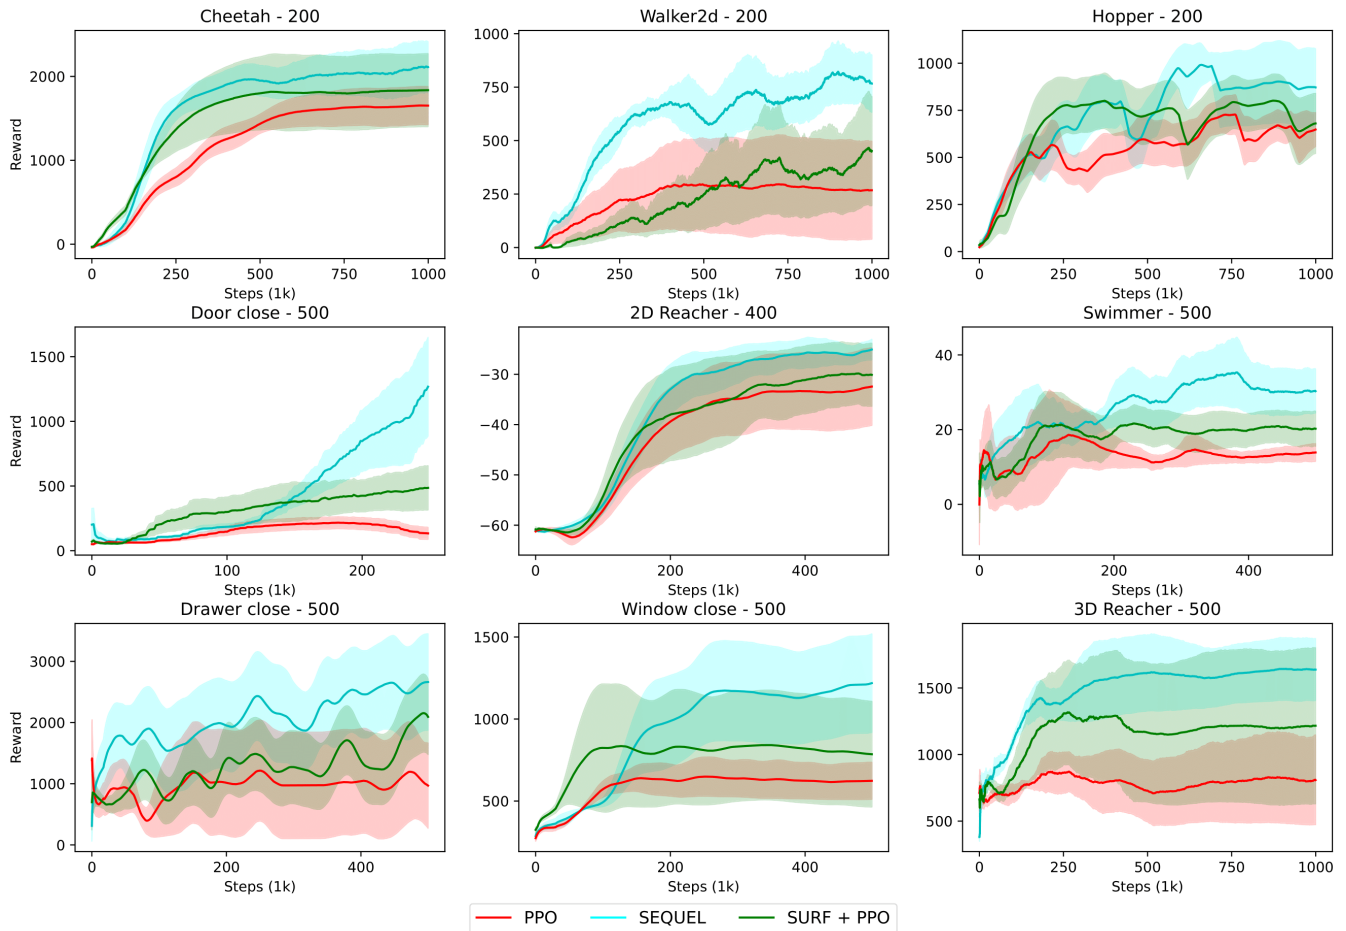 Cheetah - 200
Walker2d - 200
Hopper - 200
Reward
2000
1000
0
0 250 500 750 1000
Steps (1k)
1000
750
500
250
0
0 250 500 750 1000
Steps (1k)
1000
750
500
250
0
0 250 500 750 1000
Steps (1k)
Door close - 500
2D Reacher - 400
Swimmer - 500
Reward
1500
1000
500
0
0 100 200
Steps (1k)
−30
−40
−50
−60
0 200 400
Steps (1k)
40
20
0
0 200 400
Steps (1k)
Drawer close - 500
Window close - 500
3D Reacher - 500
Reward
3000
2000
1000
0
0 200 400
Steps (1k)
1500
1000
500
0 200 400
Steps (1k)
1500
1000
500
0 250 500 750 1000
Steps (1k)
PPO SEQUEL SURF + PPO